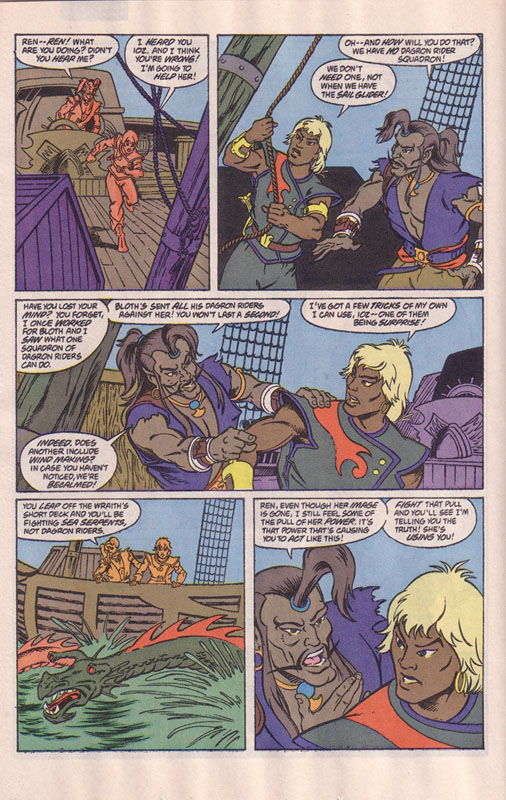 REN--REN! WHAT
ARE YOU DOING? DIDN'T
YOU HEAR ME?
I HEARD YOU
IOZ. AND I THINK
YOU'RE WRONG!
I'M GOING TO
HELP HER!
OH--AND HOW WILL YOU DO THAT?
WE HAVE NO DAGRON RIDER
SQUADRON!
WE DON'T
NEED ONE, NOT
WHEN WE HAVE
THE SAIL GLIDER!
HAVE YOU LOST YOUR
MIND? YOU FORGET,
I ONCE WORKED
FOR BLOTH AND I
SAW WHAT ONE
SQUADRON OF
DAGRON RIDERS
CAN DO.
BLOTH'S SENT ALL HIS DAGRON RIDERS
AGAINST HER! YOU WON'T LAST A SECOND!
I'VE GOT A FEW TRICKS OF MY OWN
I CAN USE, IOZ--ONE OF THEM
BEING SURPRISE!
INDEED. DOES
ANOTHER INCLUDE
WIND MAKING?
IN CASE YOU HAVEN'T
NOTICED, WE'RE
BECALMED!
YOU LEAP OFF THE WRAITH'S
SHORT DECK AND YOU'LL BE
FIGHTING SEA SERPENTS,
NOT DAGRON RIDERS.
REN, EVEN THOUGH HER IMAGE
IS GONE, I STILL FEEL SOME OF
THE PULL OF HER POWER. IT'S
THAT POWER THAT'S CAUSING
YOU TO ACT LIKE THIS!
FIGHT THAT PULL
AND YOU'LL SEE I'M
TELLING YOU THE
TRUTH! SHE'S
USING YOU!